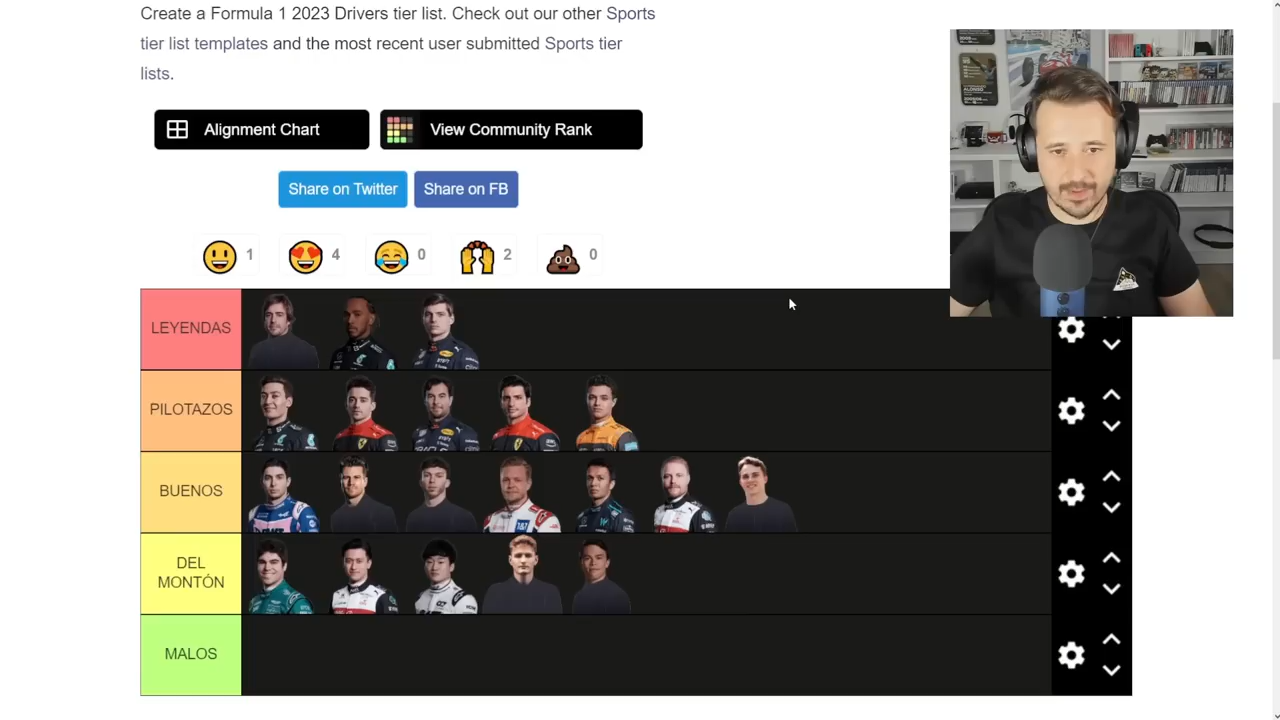 Create a Formula 1 2023 Drivers tier list. Check out our other Sports
tier list templates and the most recent user submitted Sports tier
lists.
Alignment Chart
View Community Rank
Share on Twitter
Share on FB
1
4
0
2
0
LEYENDAS
PILOTAZOS
BUENOS
DEL
MONTÓN
MALOS